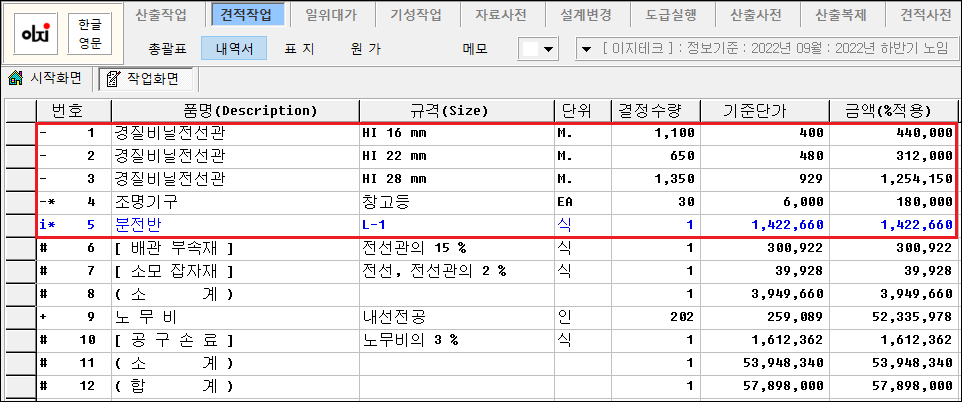 이지
한글
영문
산출작업 견적작업 일위대가 기성작업 자료사전 설계변경 도급실행 산출사전 산출복제 견적사전
총괄표 내역서 표 지 원 가 메모 [ 이지테크 ] : 정보기준 : 2022년 09월 : 2022년 하반기 노임
시작화면 작업화면
번호 품명(Description) 규격(Size) 단위 결정수량 기준단가 금액(%적용)
- 1 경질비닐전선관 HI 16 mm M. 1,100 400 440,000
- 2 경질비닐전선관 HI 22 mm M. 650 480 312,000
- 3 경질비닐전선관 HI 28 mm M. 1,350 929 1,254,150
-* 4 조명기구 창고등 EA 30 6,000 180,000
i* 5 분전반 L-1 식 1 1,422,660 1,422,660
# 6 [ 배관 부속재 ] 전선관의 15 % 식 1 300,922 300,922
# 7 [ 소모 잡자재 ] 전선, 전선관의 2 % 식 1 39,928 39,928
# 8 ( 소 계 ) 1 3,949,660 3,949,660
+ 9 노 무 비 내선전공 인 202 259,089 52,335,978
# 10 [ 공 구 손 료 ] 노무비의 3 % 식 1 1,612,362 1,612,362
# 11 ( 소 계 ) 1 53,948,340 53,948,340
# 12 ( 합 계 ) 1 57,898,000 57,898,000